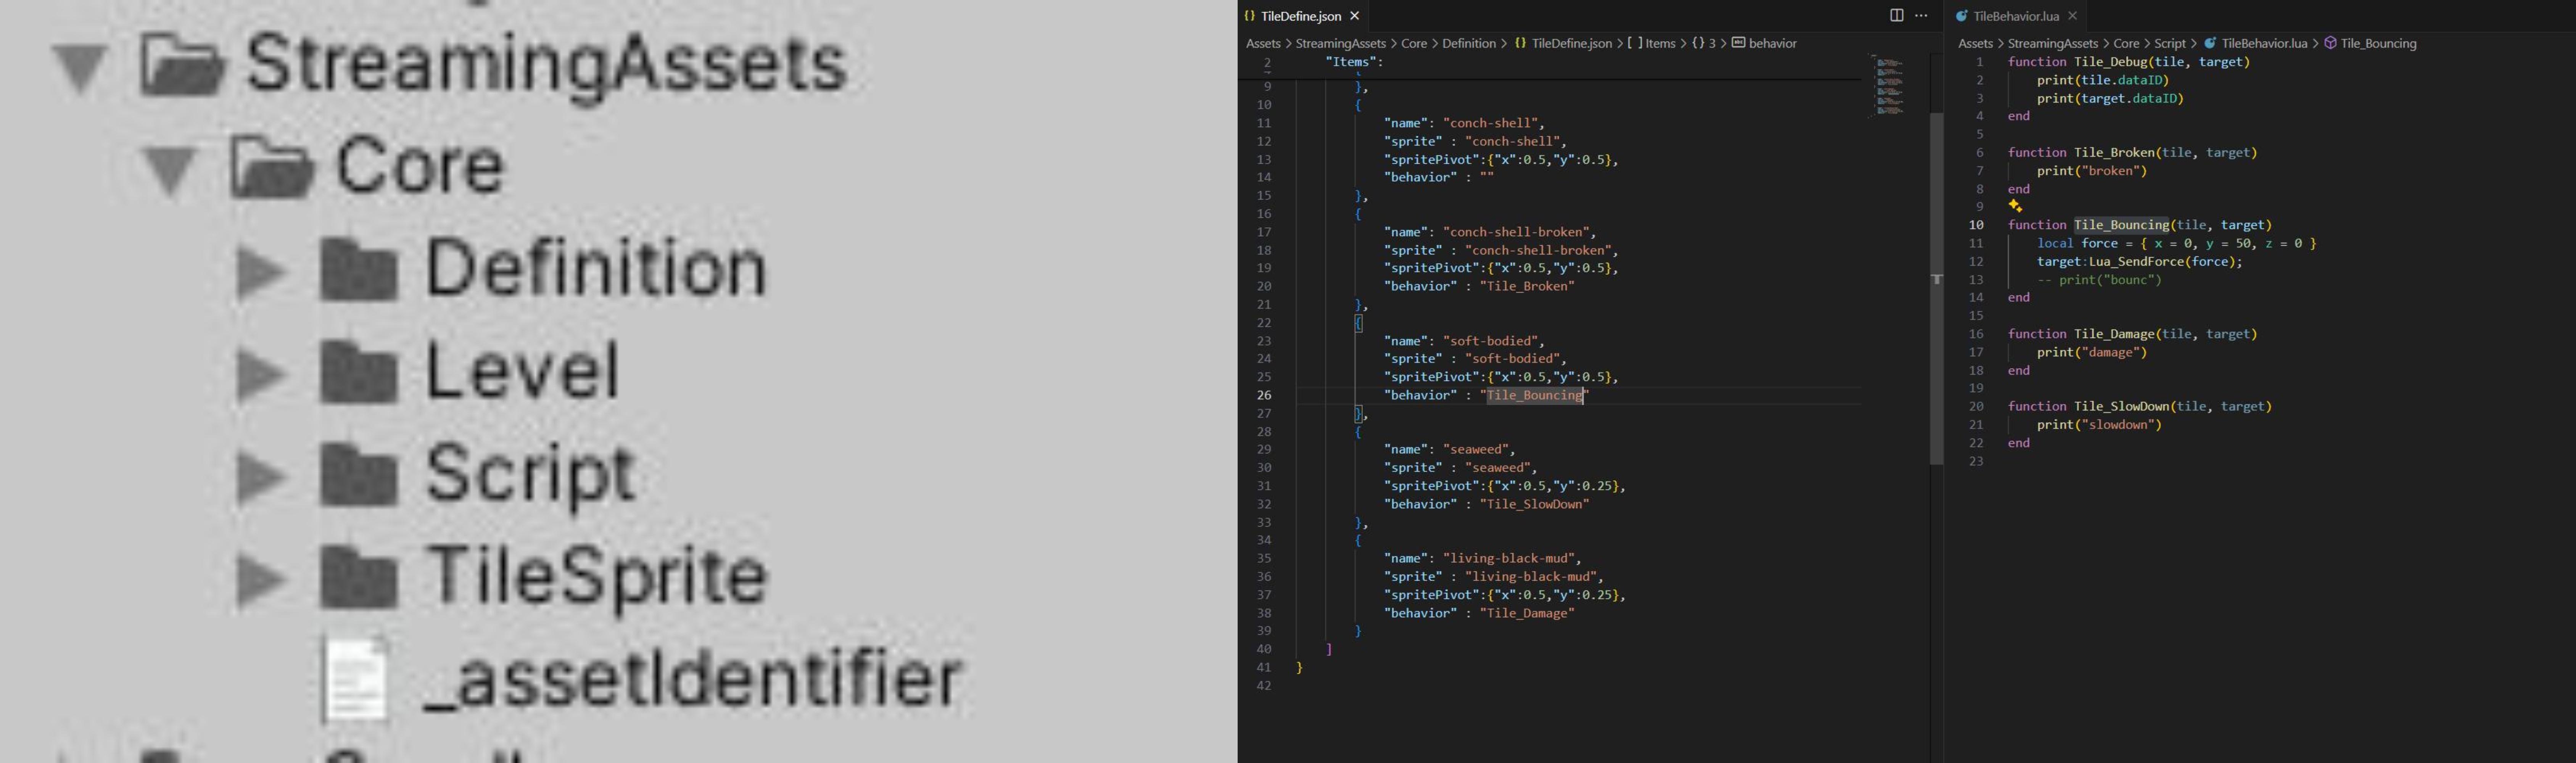 StreamingAssets
Core
Definition
Level
Script
TileSprite
_assetIdentifier
{} TileDefine.json ×
Assets > StreamingAssets > Core > Definition > {} TileDefine.json > [ ] Items > {} 3 > behavior
2 "Items":
9 },
10 {
11 "name": "conch-shell",
12 "sprite" : "conch-shell",
13 "spritePivot":{"x":0.5,"y":0.5},
14 "behavior" : ""
15 },
16 {
17 "name": "conch-shell-broken",
18 "sprite" : "conch-shell-broken",
19 "spritePivot":{"x":0.5,"y":0.5},
20 "behavior" : "Tile_Broken"
21 },
22 {
23 "name": "soft-bodied",
24 "sprite" : "soft-bodied",
25 "spritePivot":{"x":0.5,"y":0.5},
26 "behavior" : "Tile_Bouncing"
27 },
28 {
29 "name": "seaweed",
30 "sprite" : "seaweed",
31 "spritePivot":{"x":0.5,"y":0.25},
32 "behavior" : "Tile_SlowDown"
33 },
34 {
35 "name": "living-black-mud",
36 "sprite" : "living-black-mud",
37 "spritePivot":{"x":0.5,"y":0.25},
38 "behavior" : "Tile_Damage"
39 }
40 ]
41 }
42
TileBehavior.lua ×
Assets > StreamingAssets > Core > Script > TileBehavior.lua > Tile_Bouncing
1 function Tile_Debug(tile, target)
2 print(tile.dataID)
3 print(target.dataID)
4 end
5
6 function Tile_Broken(tile, target)
7 print("broken")
8 end
9
10 function Tile_Bouncing(tile, target)
11 local force = { x = 0, y = 50, z = 0 }
12 target:Lua_SendForce(force);
13 -- print("bounc")
14 end
15
16 function Tile_Damage(tile, target)
17 print("damage")
18 end
19
20 function Tile_SlowDown(tile, target)
21 print("slowdown")
22 end
23